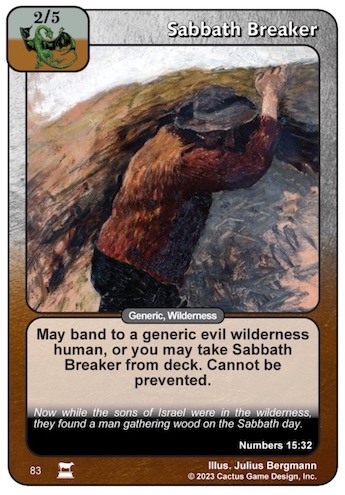 2/5
Sabbath Breaker
Generic, Wilderness
May band to a generic evil wilderness
human, or you may take Sabbath
Breaker from deck. Cannot be
prevented.
Now while the sons of Israel were in the wilderness,
they found a man gathering wood on the Sabbath day.
Numbers 15:32
Illus. Julius Bergmann
83
© 2023 Cactus Game Design, Inc.